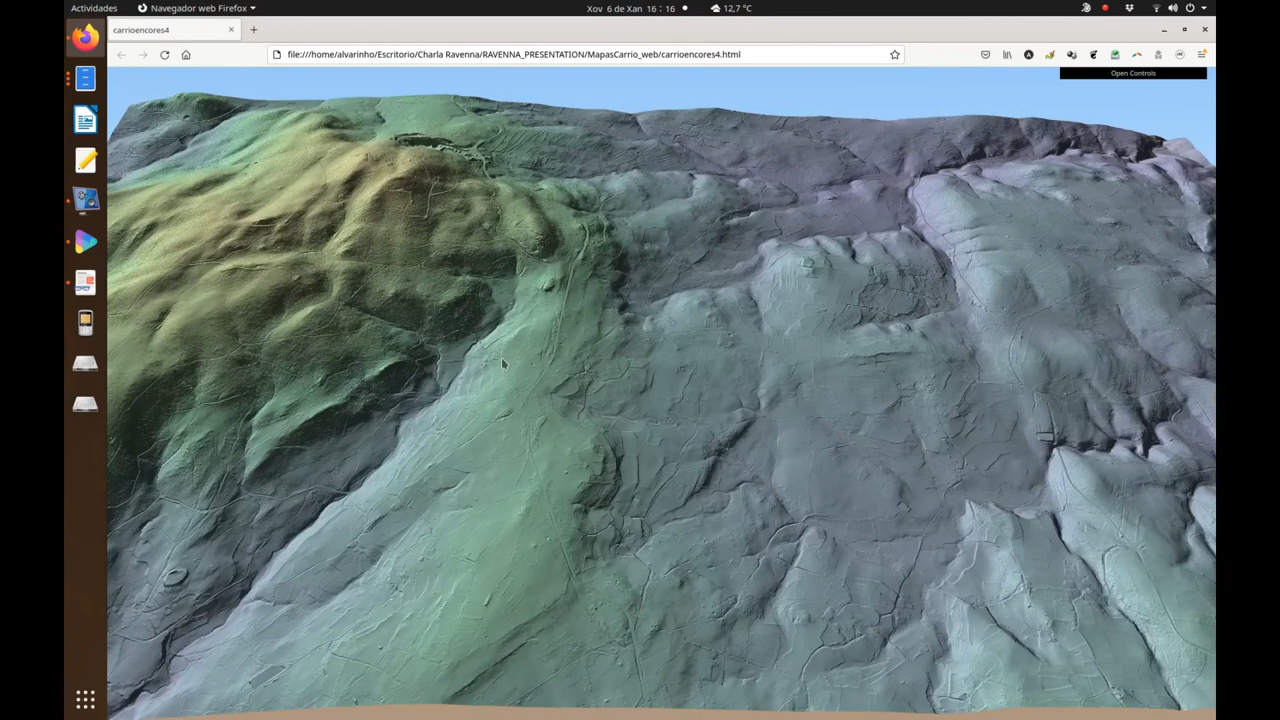 Actividades
Navegador web Firefox
Xov 6 de Xan 16:16
12,7 °C
carrioencores4
file:///home/alvarinho/Escritorio/Charla Ravenna/RAVENNA_PRESENTATION/MapasCarrio_web/carrioencores4.html
Open Controls